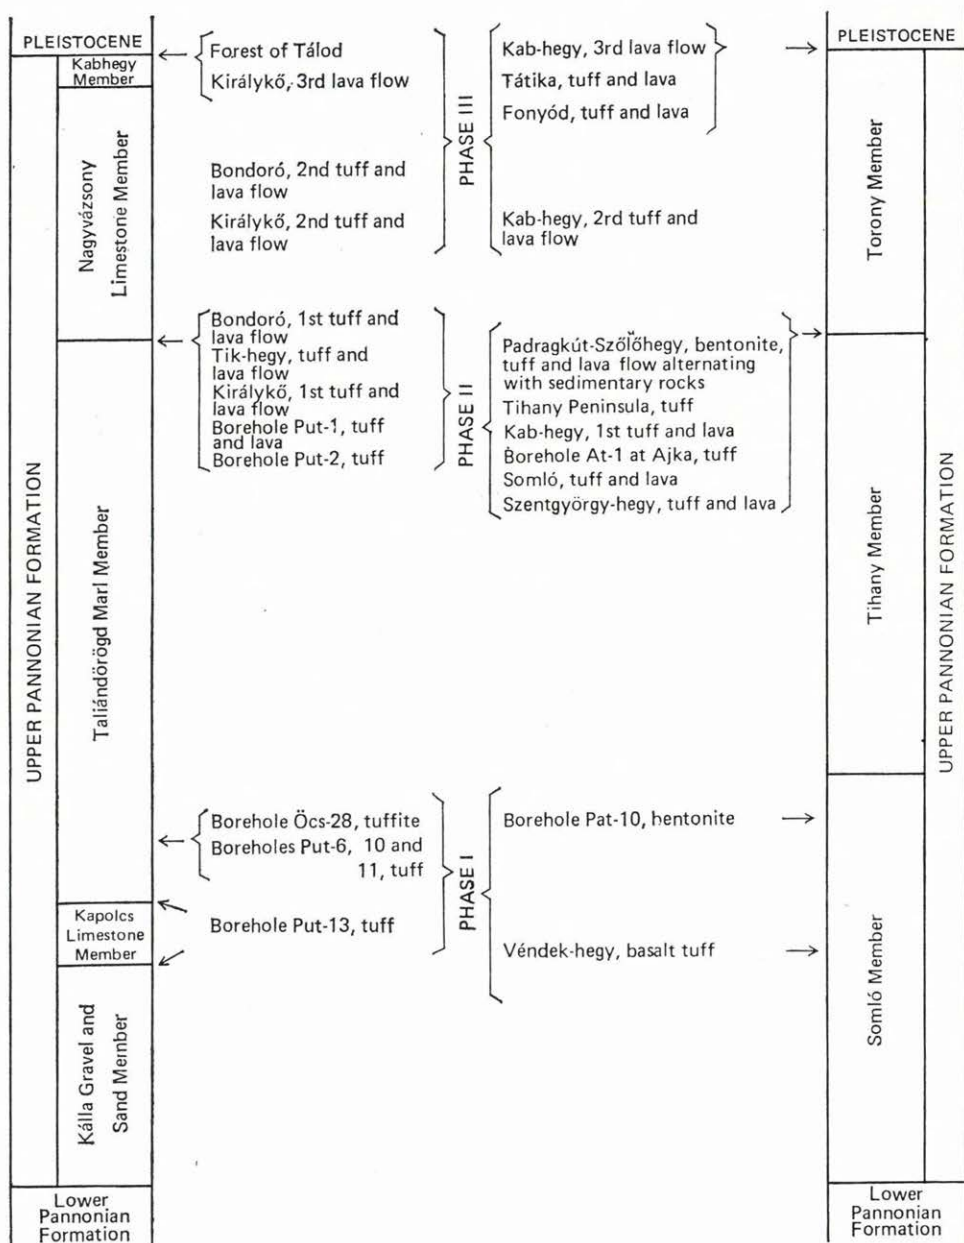 PLEISTOCENE
UPPER PANNONIAN FORMATION
Kabhegy
Member
Nagyvázsony
Limestone Member
Taliándörögd Marl Member
Kapolcs
Limestone
Member
Kálla Gravel and
Sand Member
Lower
Pannonian
Formation
Forest of Tálod
Királykő, 3rd lava flow
Bondoró, 2nd tuff and
lava flow
Királykő, 2nd tuff and
lava flow
PHASE III
Kab-hegy, 3rd lava flow
Tátika, tuff and lava
Fonyód, tuff and lava
Kab-hegy, 2rd tuff and
lava flow
Bondoró, 1st tuff and
lava flow
Tik-hegy, tuff and
lava flow
Királykő, 1st tuff and
lava flow
Borehole Put-1, tuff
and lava
Borehole Put-2, tuff
PHASE II
Padragkút-Szőlőhegy, bentonite,
tuff and lava flow alternating
with sedimentary rocks
Tihany Peninsula, tuff
Kab-hegy, 1st tuff and lava
Borehole At-1 at Ajka, tuff
Somló, tuff and lava
Szentgyörgy-hegy, tuff and lava
Borehole Öcs-28, tuffite
Boreholes Put-6, 10 and
11, tuff
Borehole Put-13, tuff
PHASE I
Borehole Pat-10, hentonite
Véndek-hegy, basalt tuff
PLEISTOCENE
Torony Member
Tihany Member
Somló Member
UPPER PANNONIAN FORMATION
Lower
Pannonian
Formation